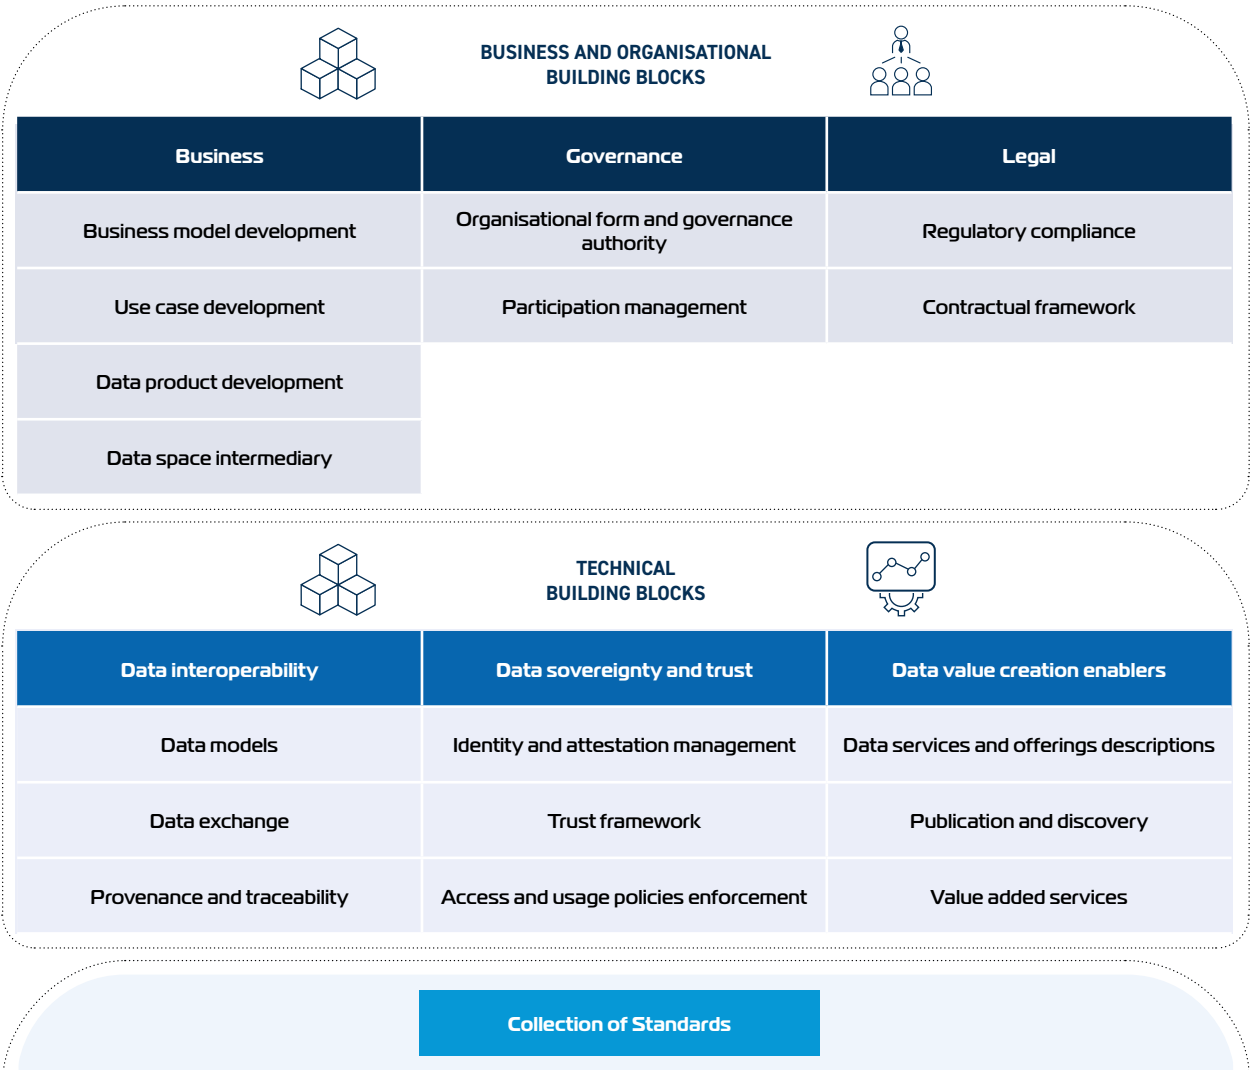 BUSINESS AND ORGANISATIONAL
BUILDING BLOCKS
Business
Governance
Legal
Business model development
Organisational form and governance
authority
Regulatory compliance
Use case development
Participation management
Contractual framework
Data product development
Data space intermediary
TECHNICAL
BUILDING BLOCKS
Data interoperability
Data sovereignty and trust
Data value creation enablers
Data models
Identity and attestation management
Data services and offerings descriptions
Data exchange
Trust framework
Publication and discovery
Provenance and traceability
Access and usage policies enforcement
Value added services
Collection of Standards